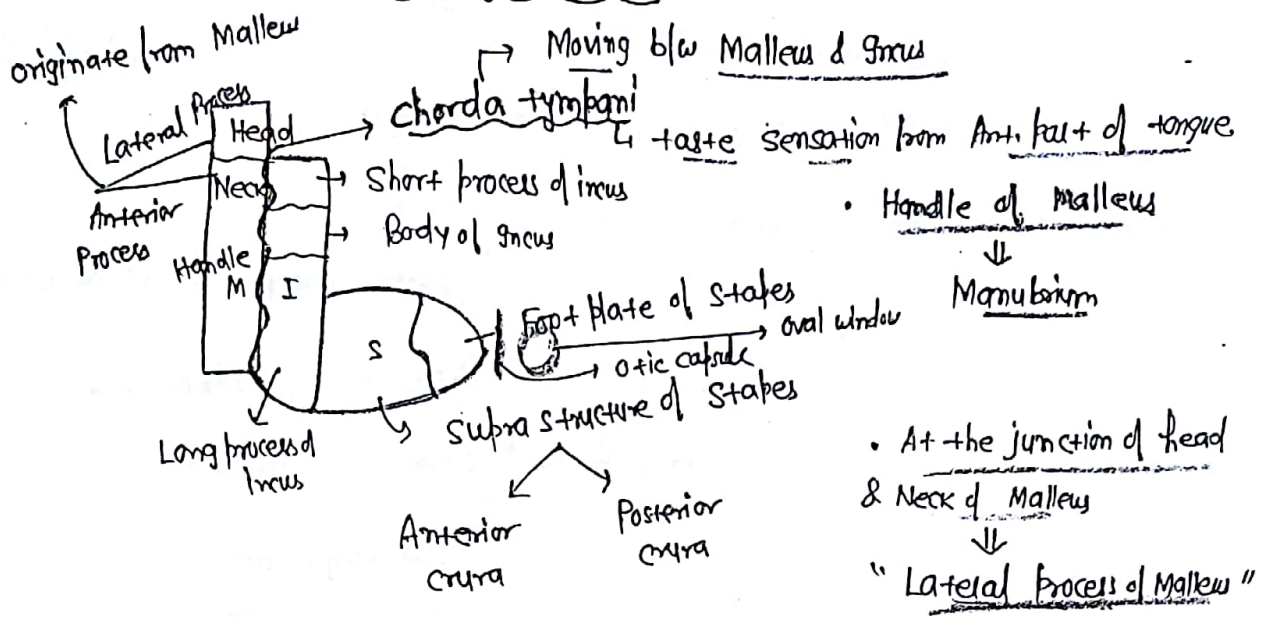 originate from Malleus
Moving b/w Malleus & Incus
Lateral Process
Head
chorda tympani
taste sensation from Ant. part of tongue
Neck
Short process of incus
Anterior
Process
Body of Incus
• Handle of Malleus
⇓
Manubrium
Handle
M I
S
Foot plate of stapes
oval window
otic capsule
Supra structure of Stapes
Long process of
Incus
Anterior
crura
Posterior
crura
• At the junction of head
& Neck of Malleus
⇓
"Lateral Process of Malleus"